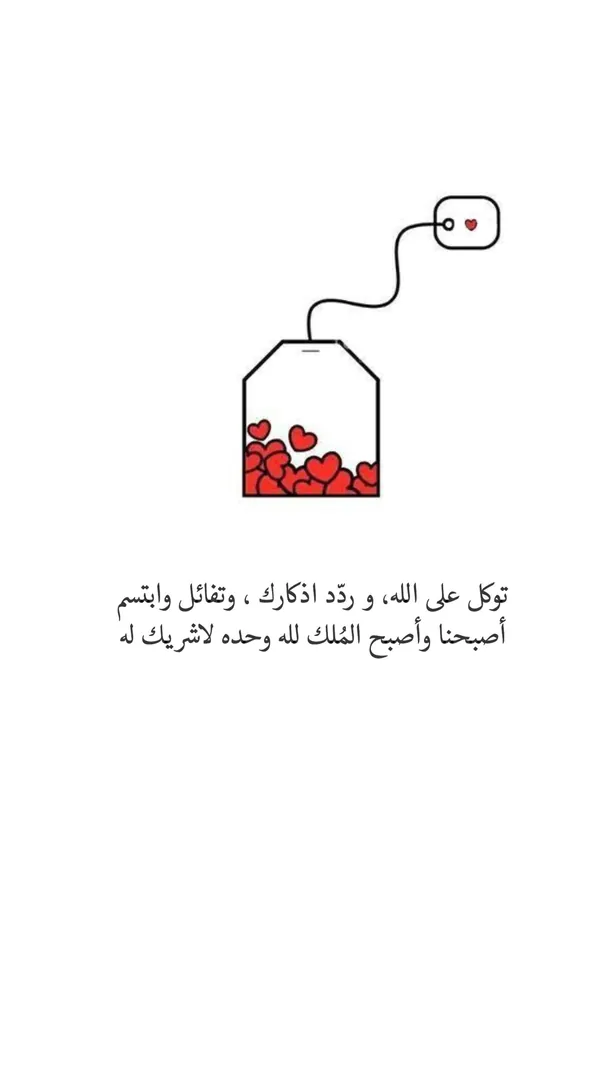 توكل على الله، و ردّد اذكارك ، وتفائل وابتسم
أصبحنا وأصبح المُلك لله وحده لاشريك له